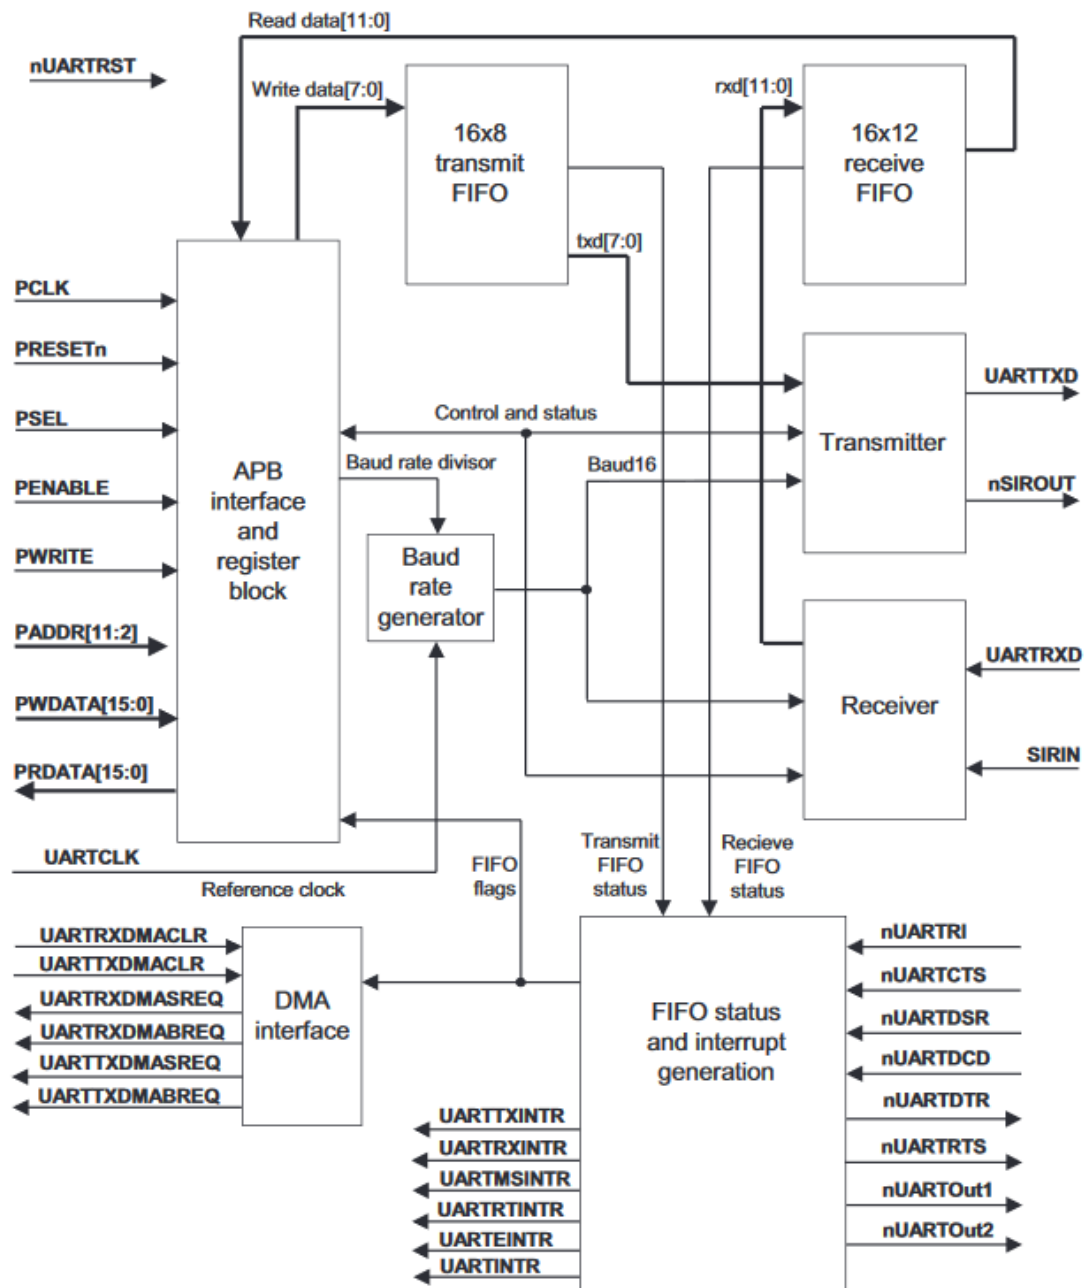 Read data[11:0]
nUARTRST
Write data[7:0]
rxd[11:0]
16x8
transmit
FIFO
16x12
receive
FIFO
txd[7:0]
PCLK
PRESETn
PSEL
PENABLE
PWRITE
PADDR[11:2]
PWDATA[15:0]
PRDATA[15:0]
APB
interface
and
register
block
Control and status
Baud rate divisor
Baud16
Baud
rate
generator
Transmitter
UARTTXD
nSIROUT
Receiver
UARTRXD
SIRIN
UARTCLK
Reference clock
FIFO
flags
Transmit
FIFO
status
Recieve
FIFO
status
UARTRXDMACLR
UARTTXDMACLR
UARTRXDMASREQ
UARTRXDMABREQ
UARTTXDMASREQ
UARTTXDMABREQ
DMA
interface
FIFO status
and interrupt
generation
nUARTRI
nUARTCTS
nUARTDSR
nUARTDCD
nUARTDTR
nUARTRTS
nUARTOut1
nUARTOut2
UARTTXINTR
UARTRXINTR
UARTMSINTR
UARTRTINTR
UARTEINTR
UARTINTR